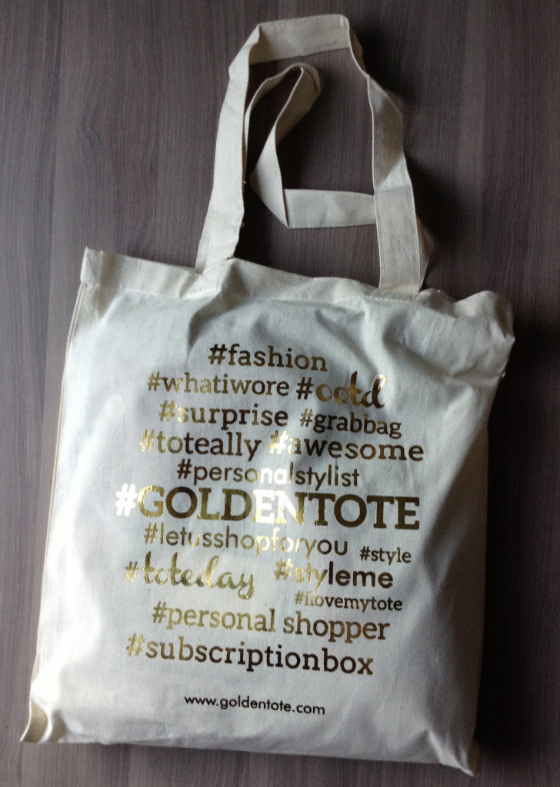 #fashion
#whatiwore #ootd
#surprise #grabbag
#toteally #awesome
#personalstylist
#GOLDENTOTE
#letusshopforyou #style
#toteday #styleme
#ilovemytote
#personal shopper
#subscriptionbox
www.goldentote.com